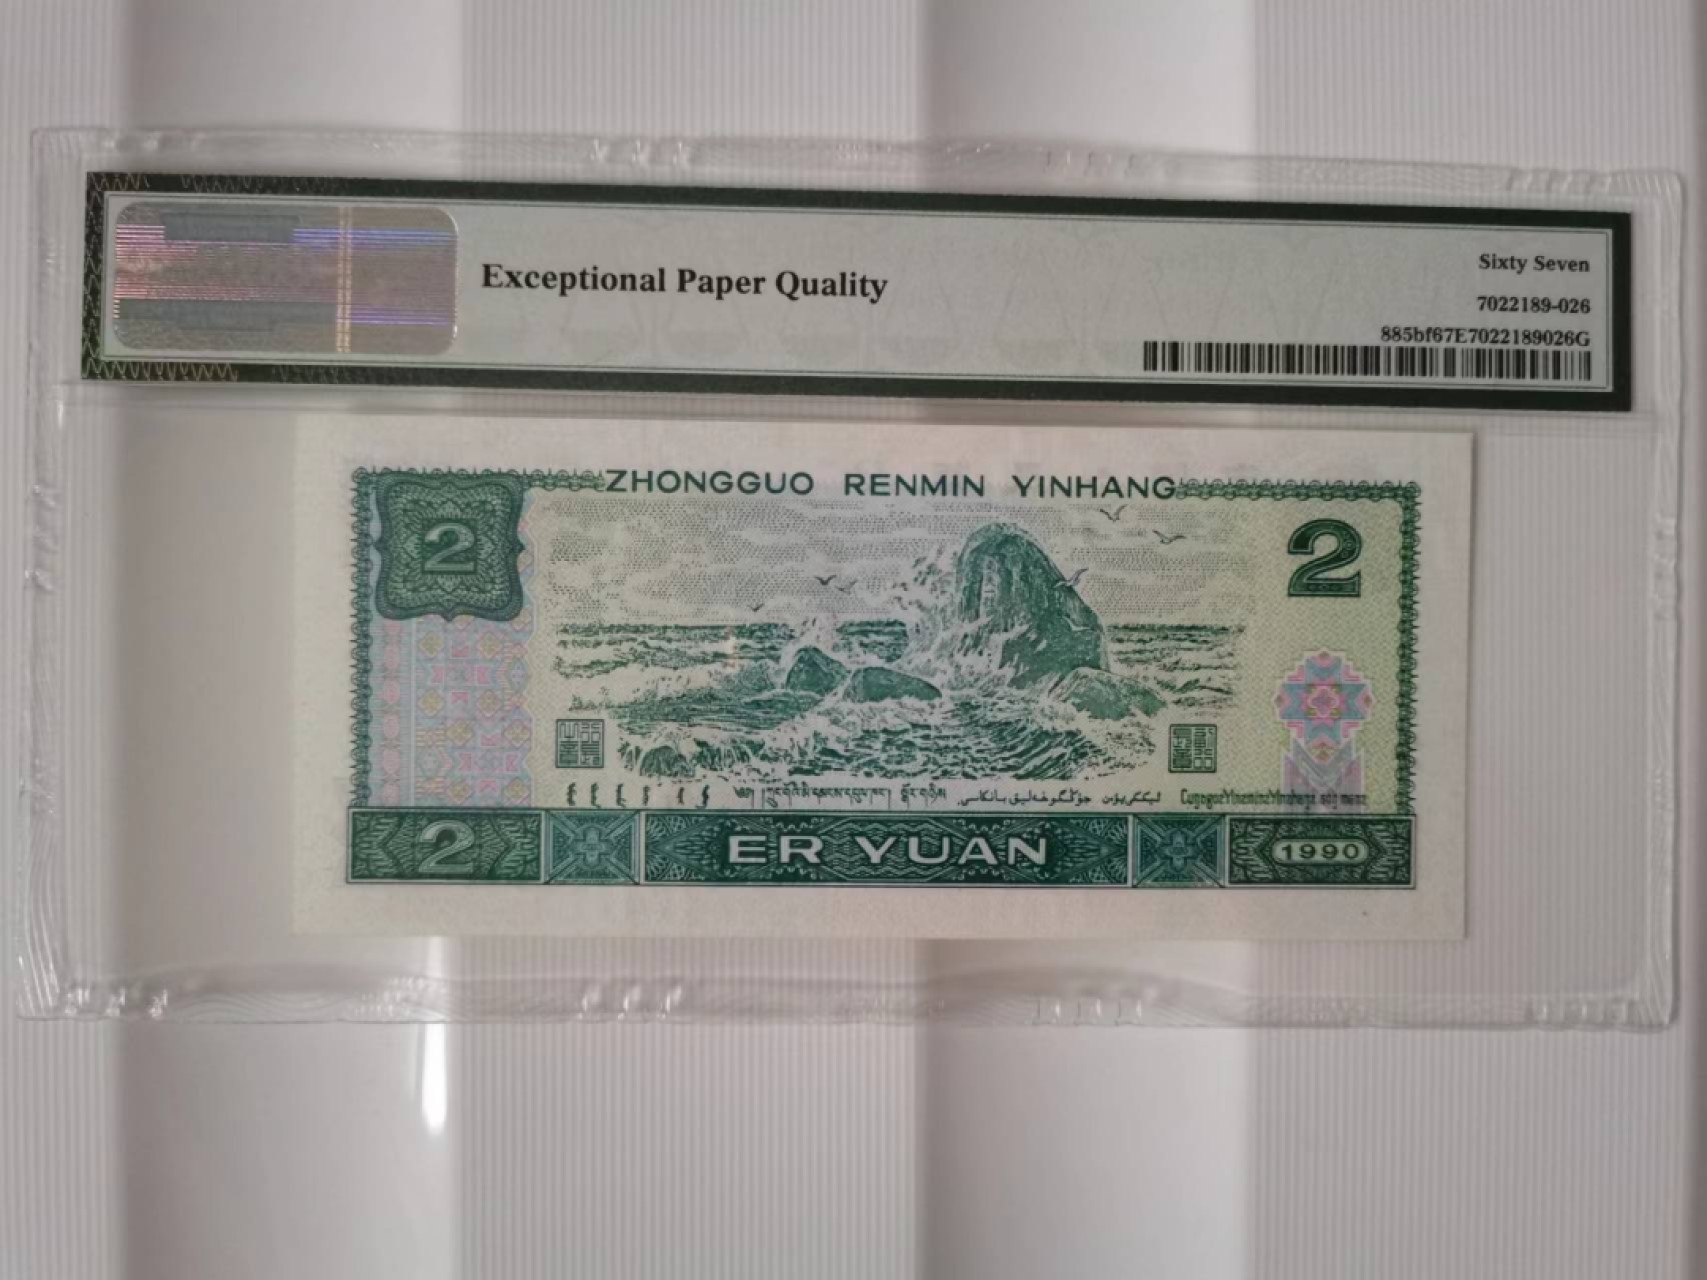 Exceptional Paper Quality
Sixty Seven
7022189-026
885bf67E7022189026G
ZHONGGUO RENMIN YINHANG
2
2
2
ER YUAN
1990